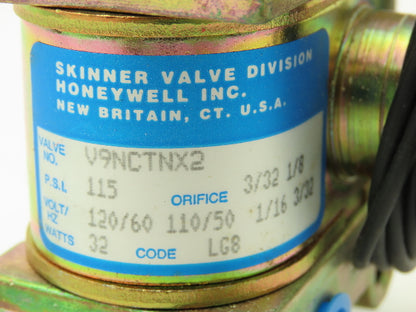 SKINNER VALVE DIVISION
HONEYWELL INC.
NEW BRITAIN, CT. U.S.A.
VALVE NO. V9NCTNX2
P.S.I. 115 ORIFICE 3/32 1/8
VOLT/HZ 120/60 110/50 1/16 3/32
WATTS 32 CODE LG8